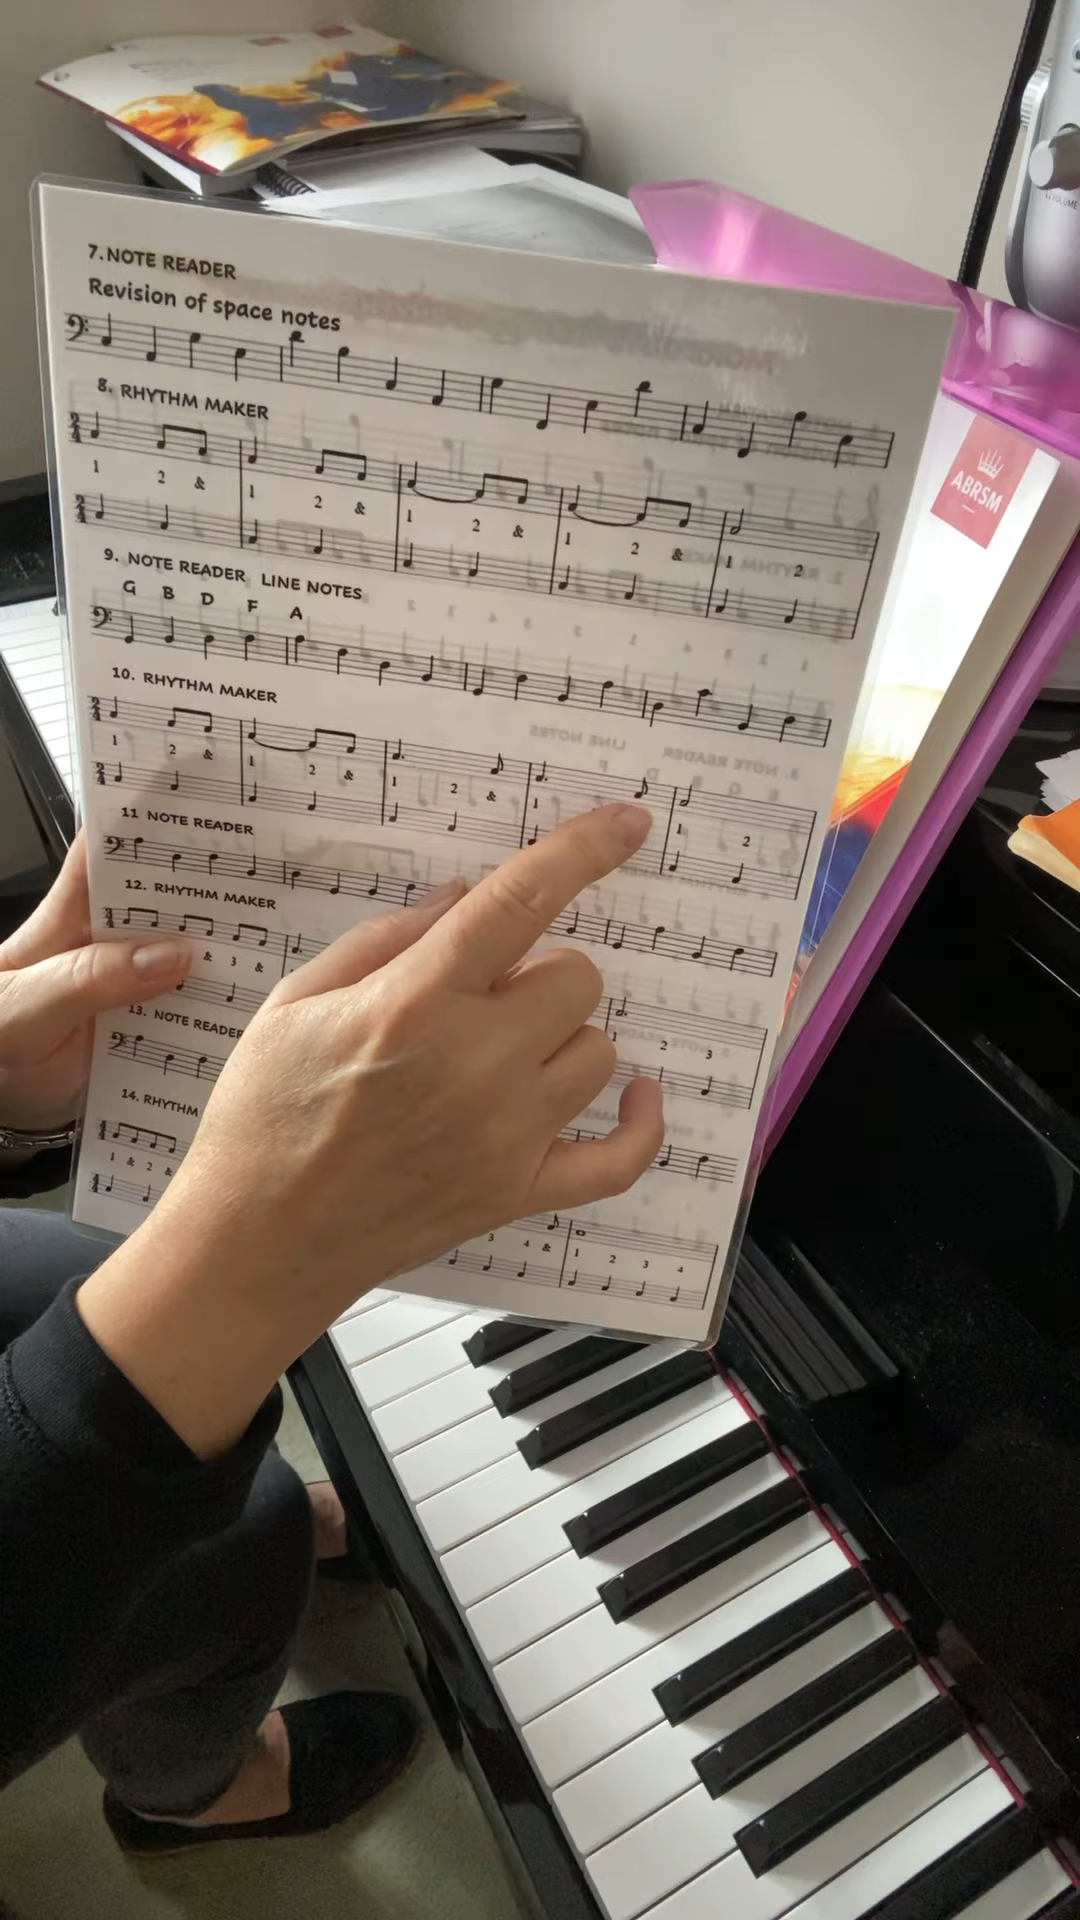 7. NOTE READER
Revision of space notes
8. RHYTHM MAKER
1 2 & 1 2 & 1 2 & 1 2 & 1 2
9. NOTE READER LINE NOTES
G B D F A
10. RHYTHM MAKER
1 2 & 1 2 & 1 2 & 1 2
11 NOTE READER
12. RHYTHM MAKER
& 3 & 1 2 3
13. NOTE READER
14. RHYTHM
1 & 2 & 3 4 & 1 2 3 4
ABRSM
VOLUME